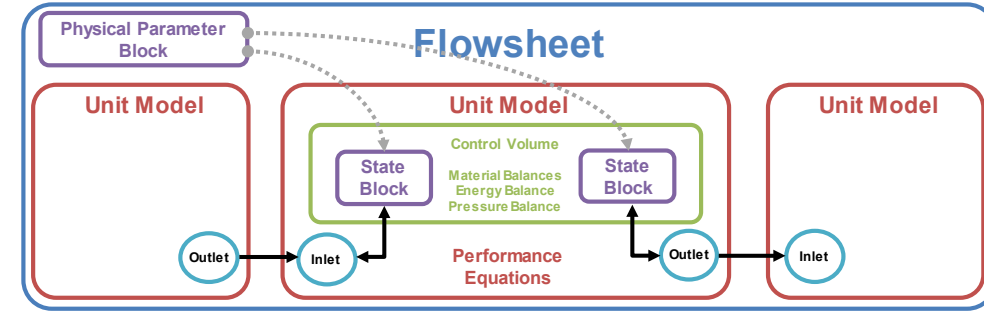 Physical Parameter
Block
Flowsheet
Unit Model
Unit Model
Unit Model
Control Volume
State
Block
Material Balances
Energy Balance
Pressure Balance
State
Block
Outlet
Inlet
Performance
Equations
Outlet
Inlet